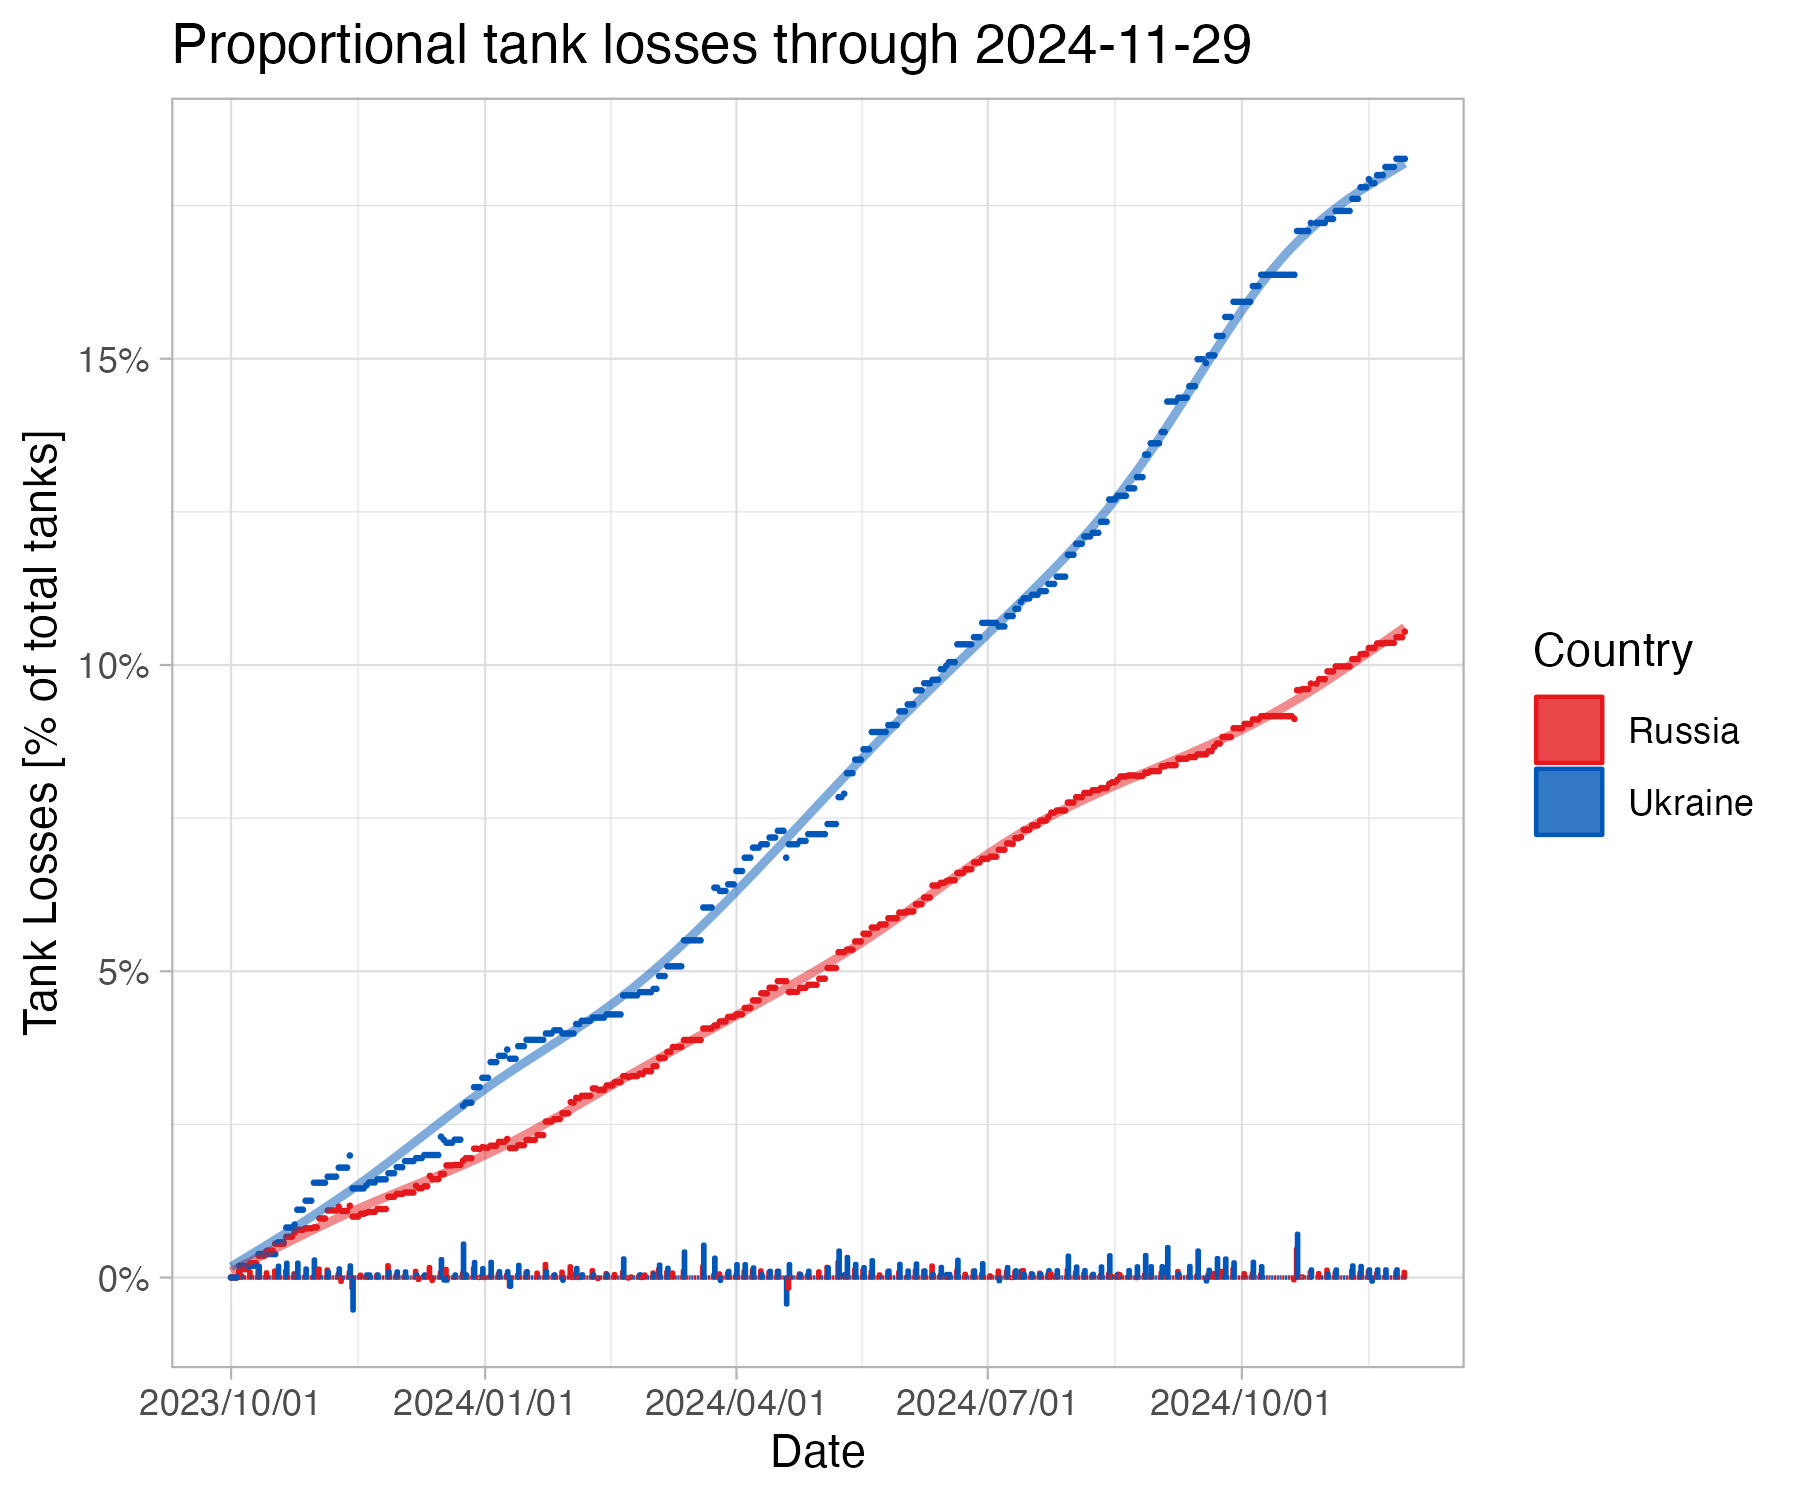 Proportional tank losses through 2024-11-29
Tank Losses [% of total tanks]
15%
10%
5%
0%
2023/10/01
2024/01/01
2024/04/01
2024/07/01
2024/10/01
Date
Country
Russia
Ukraine